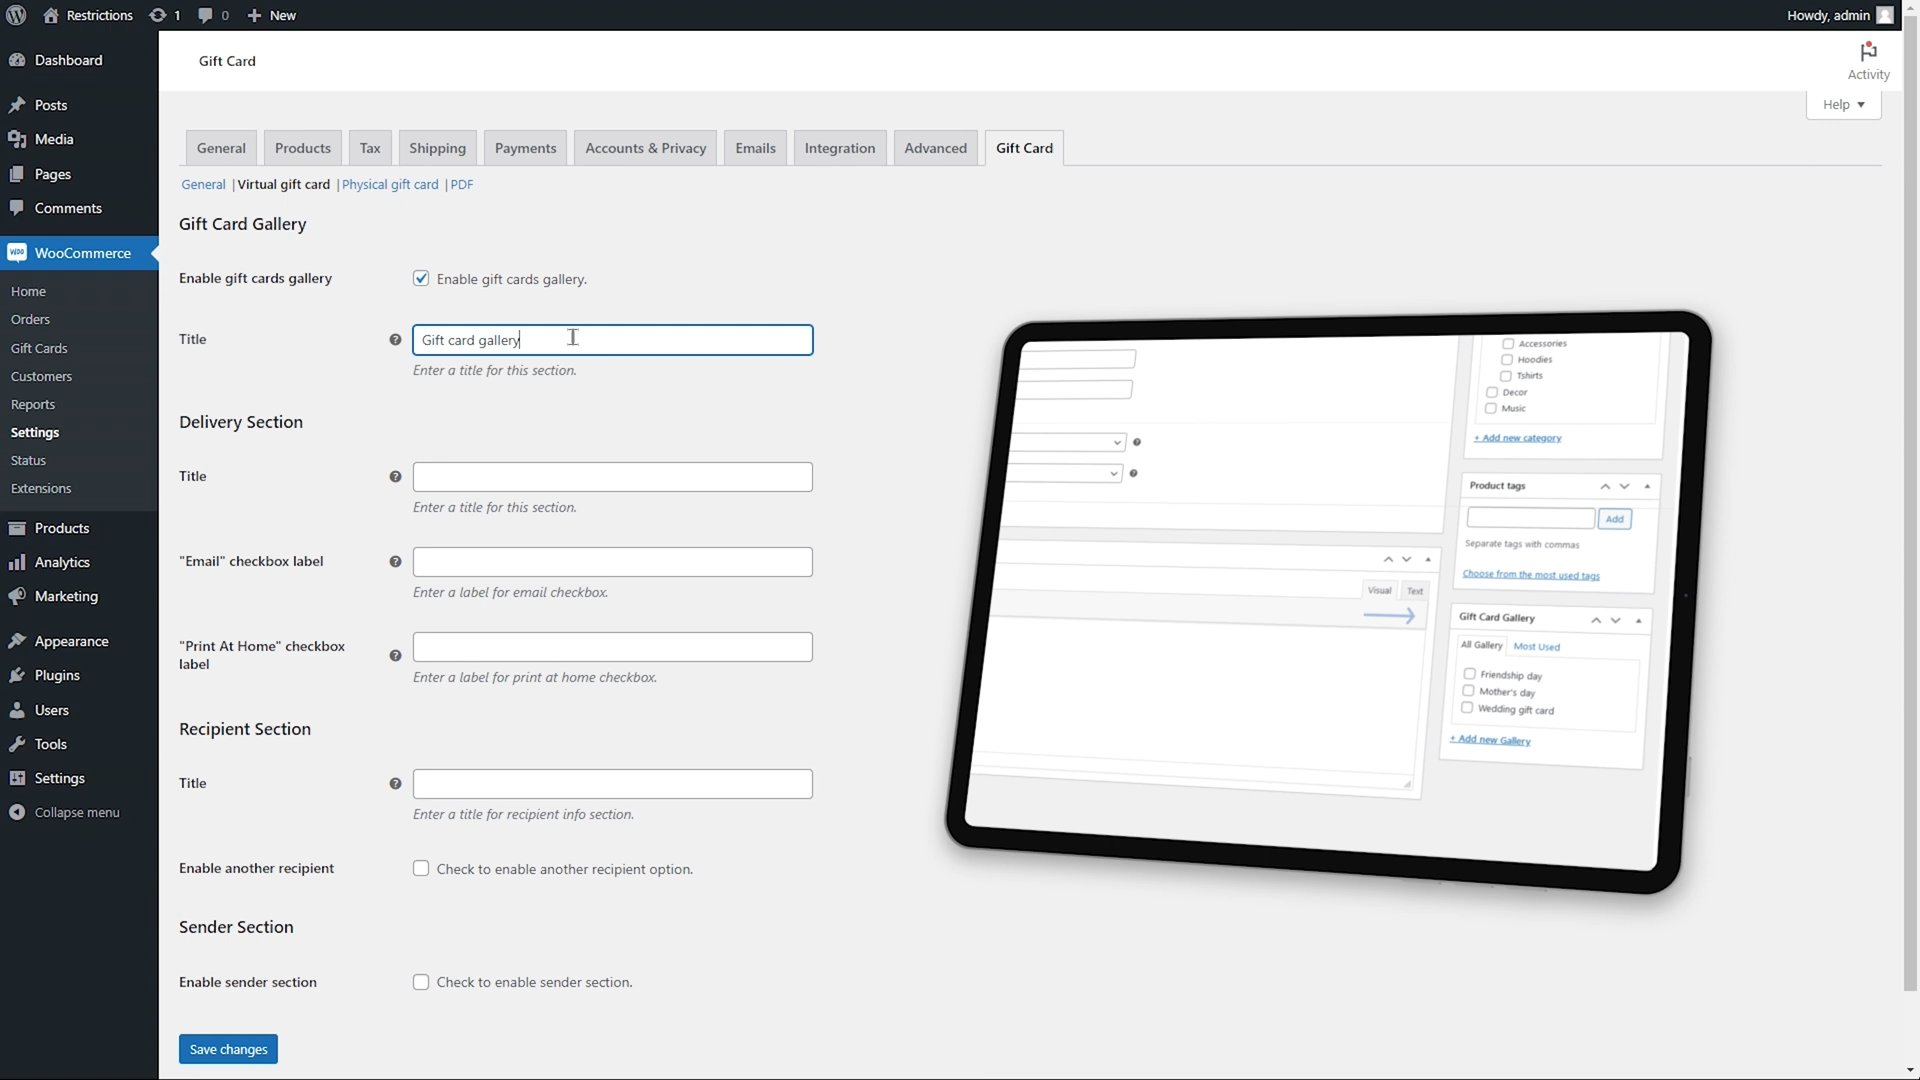 Restrictions 1 0 + New Howdy, admin
Gift Card
Activity
Help
Dashboard
Posts
Media
Pages
Comments
WooCommerce
Home
Orders
Gift Cards
Customers
Reports
Settings
Status
Extensions
Products
Analytics
Marketing
Appearance
Plugins
Users
Tools
Settings
Collapse menu
General Products Tax Shipping Payments Accounts & Privacy Emails Integration Advanced Gift Card
General | Virtual gift card | Physical gift card | PDF
Gift Card Gallery
Enable gift cards gallery Enable gift cards gallery.
Title ? Gift card gallery
Enter a title for this section.
Delivery Section
Title ?
Enter a title for this section.
"Email" checkbox label ?
Enter a label for email checkbox.
"Print At Home" checkbox
label ?
Enter a label for print at home checkbox.
Recipient Section
Title ?
Enter a title for recipient info section.
Enable another recipient Check to enable another recipient option.
Sender Section
Enable sender section Check to enable sender section.
Save changes
Accessories
Hoodies
Tshirts
Decor
Music
+ Add new category
Product tags
Add
Separate tags with commas
Choose from the most used tags
Visual Text
Gift Card Gallery
All Gallery Most Used
Friendship day
Mother's day
Wedding gift card
+ Add new Gallery